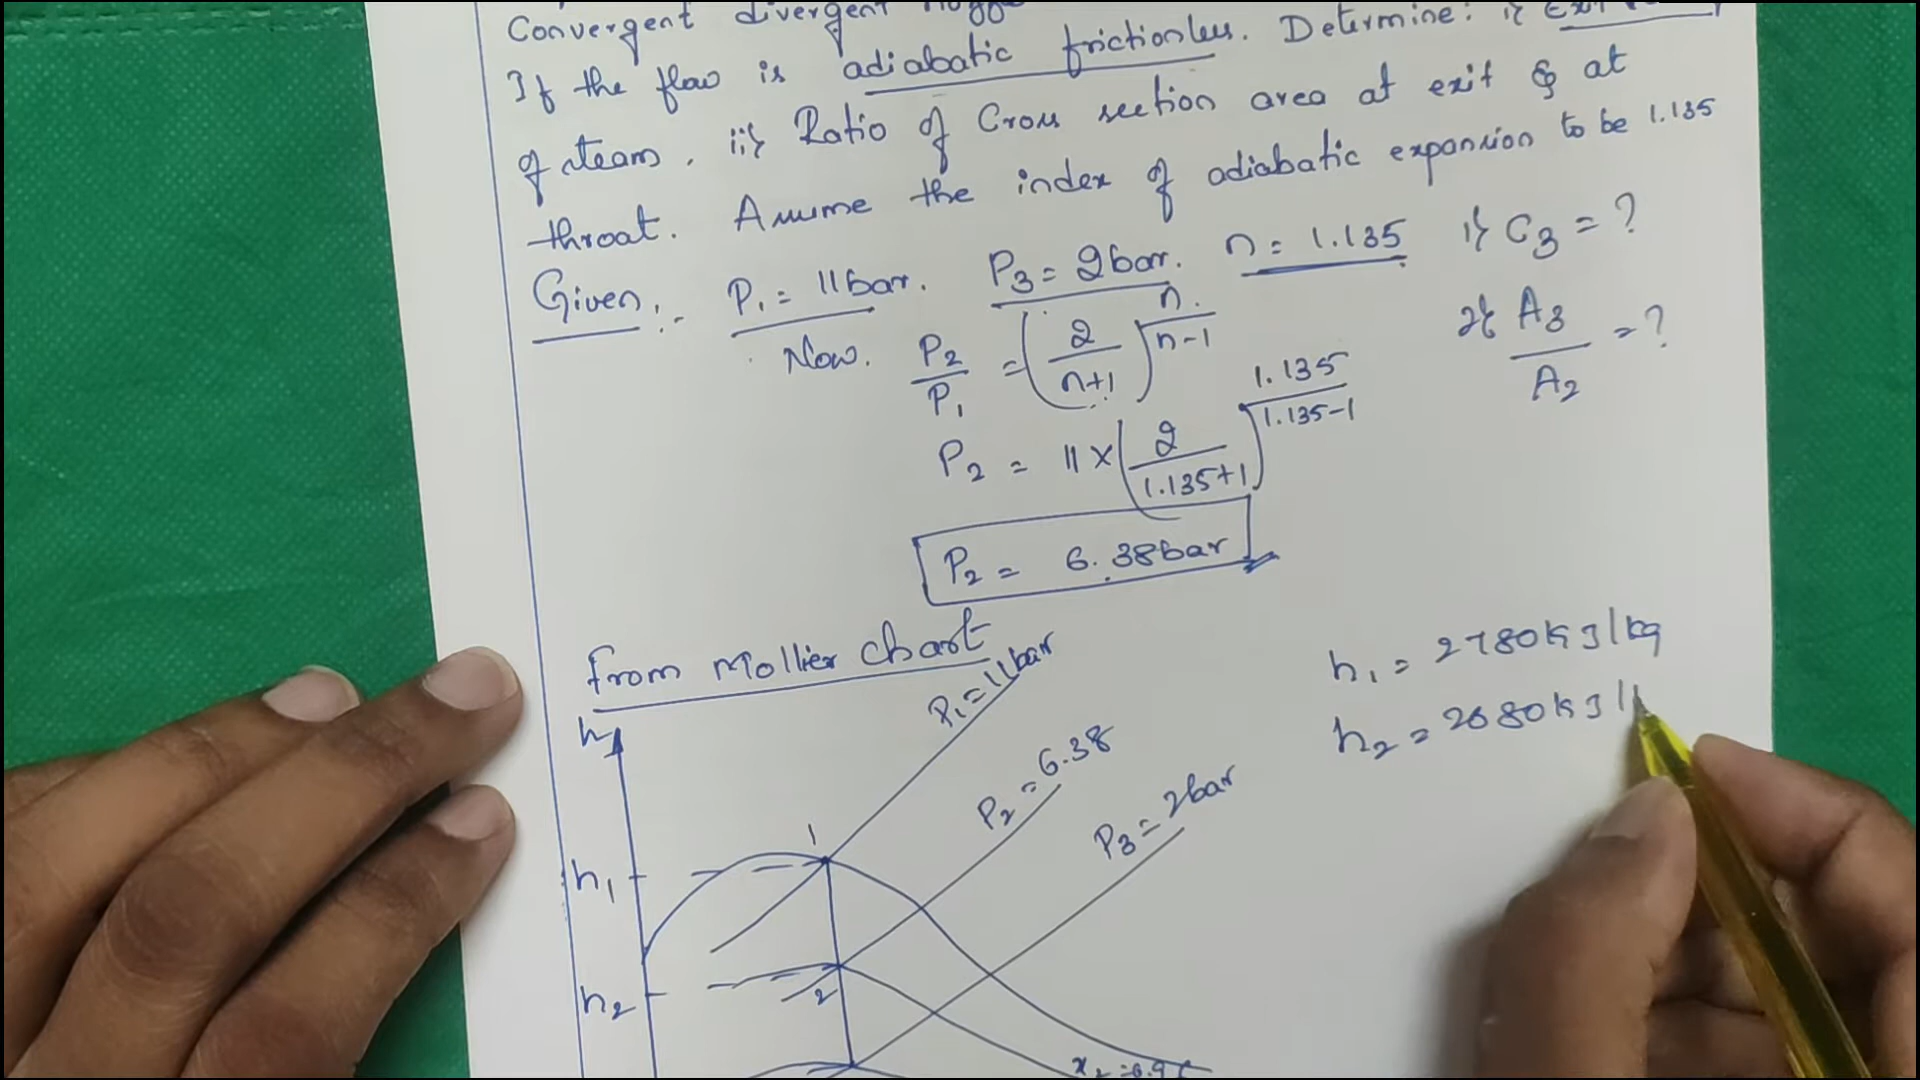 Convergent divergent
If the flow is adiabatic frictionless. Determine: i}
of steam. ii} Ratio of Cross section area at exit & at
throat. Assume the index of adiabatic expansion to be 1.135
Given:- P₁ = 11bar. P₃ = 2bar. n = 1.135 1} C₃ = ?
Now. P₂/P₁ = (2/n+1)^n/n-1 2} A₃/A₂ = ?
P₂ = 11 × (2/1.135+1)^1.135/1.135-1
P₂ = 6.38bar
from Mollier chart
h₁ = 2780kJ/kg
h₂ = 2680kJ/
h
P₁ = 11bar
P₂ = 6.38
P₃ = 2bar
1
h₁
2
h₂